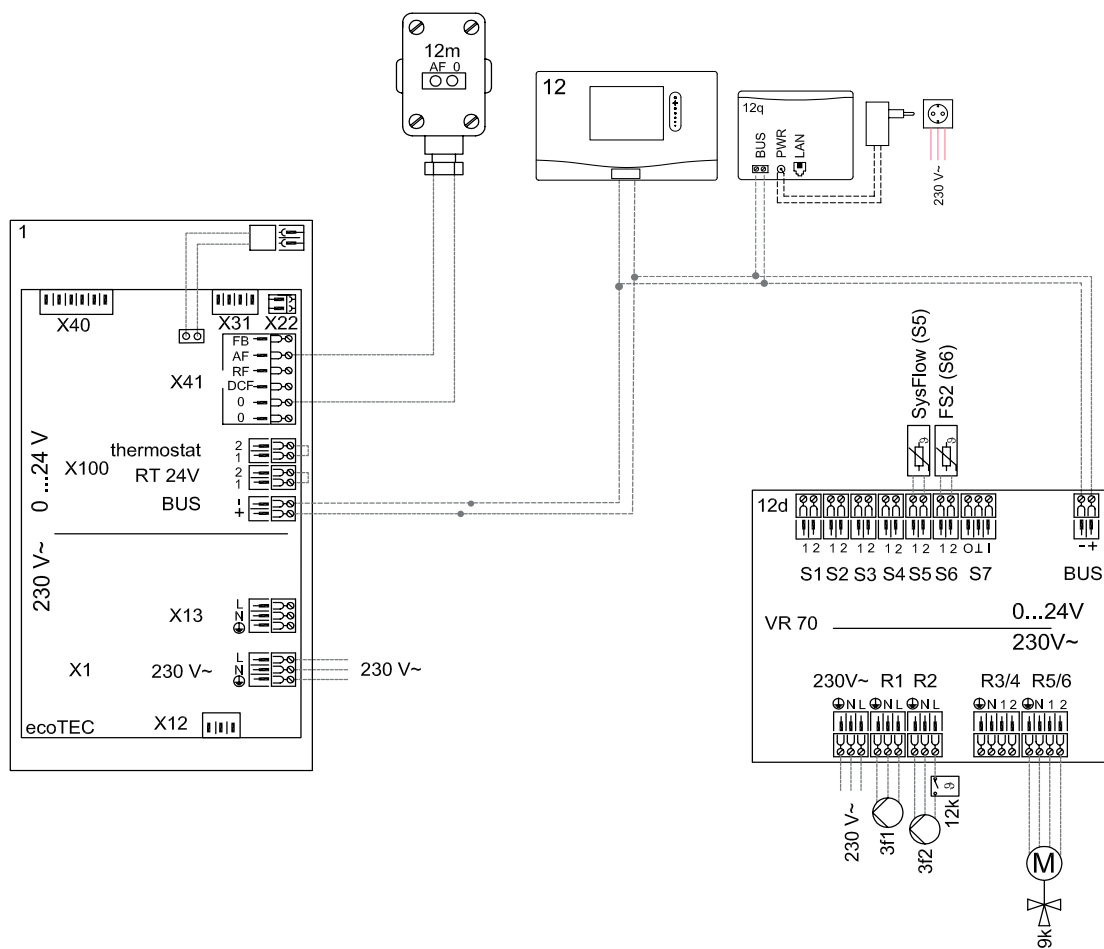 12m
AF 0
12
12q
BUS
PWR
LAN
230 V~
1
X40
X31
X22
FB
AF
RF
DCF
0
0
X41
0 ...24 V
X100
thermostat
2
1
RT 24V
2
1
BUS
-
+
230 V~
X13
L
N
X1
230 V~
L
N
230 V~
X12
ecoTEC
SysFlow (S5)
FS2 (S6)
12d
1 2
1 2
1 2
1 2
1 2
1 2
O T I
- +
S1 S2 S3 S4 S5 S6 S7
BUS
VR 70
0...24V
230V~
230V~ R1 R2 R3/4 R5/6
N L
N L
N L
N 1 2
N 1 2
230 V~
3f1
3f2
12k
M
9k